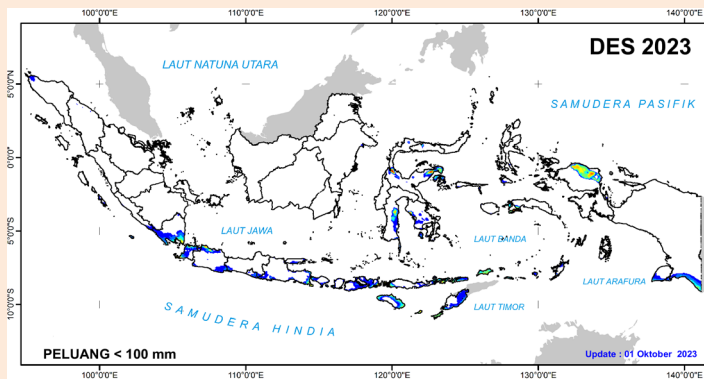 100°0'0"E 110°0'0"E 120°0'0"E 130°0'0"E 140°0'0"E
DES 2023
LAUT NATUNA UTARA
5°0'0"N
SAMUDERA PASIFIK
0°0'0"
LAUT JAWA
LAUT BANDA
5°0'0"S
LAUT ARAFURA
10°0'0"S
SAMUDERA HINDIA
LAUT TIMOR
PELUANG < 100 mm
Update : 01 Oktober 2023
100°0'0"E 110°0'0"E 120°0'0"E 130°0'0"E 140°0'0"E